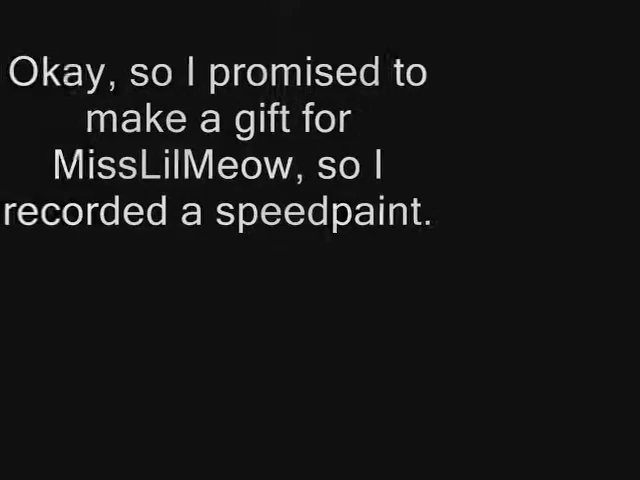 Okay, so I promised to
make a gift for
MissLilMeow, so I
recorded a speedpaint.